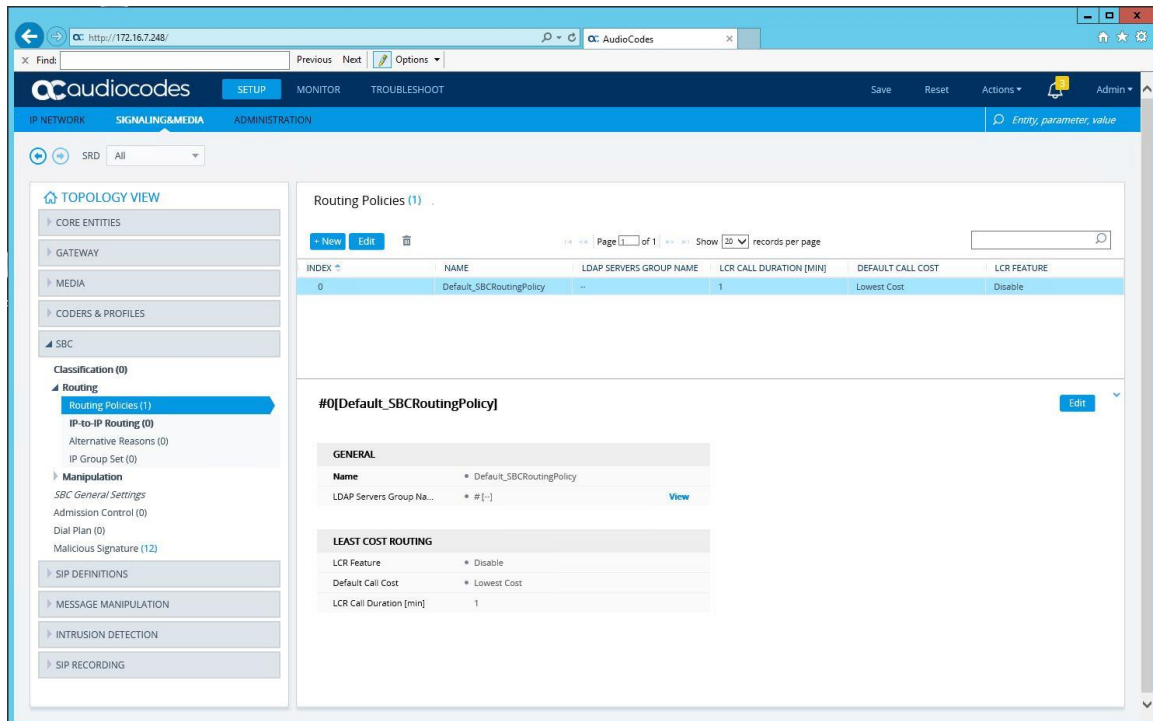 http://172.16.7.248/
AudioCodes
Find:
Previous Next Options
audiocodes
SETUP MONITOR TROUBLESHOOT Save Reset Actions 3 Admin
IP NETWORK SIGNALING&MEDIA ADMINISTRATION Entity, parameter, value
SRD All
TOPOLOGY VIEW
CORE ENTITIES
GATEWAY
MEDIA
CODERS & PROFILES
SBC
Classification (0)
Routing
Routing Policies (1)
IP-to-IP Routing (0)
Alternative Reasons (0)
IP Group Set (0)
Manipulation
SBC General Settings
Admission Control (0)
Dial Plan (0)
Malicious Signature (12)
SIP DEFINITIONS
MESSAGE MANIPULATION
INTRUSION DETECTION
SIP RECORDING
Routing Policies (1)
+ New Edit Page 1 of 1 Show 20 records per page
INDEX NAME LDAP SERVERS GROUP NAME LCR CALL DURATION [MIN] DEFAULT CALL COST LCR FEATURE
0 Default_SBCRoutingPolicy -- 1 Lowest Cost Disable
#0[Default_SBCRoutingPolicy] Edit
GENERAL
Name Default_SBCRoutingPolicy
LDAP Servers Group Na... # [--] View
LEAST COST ROUTING
LCR Feature Disable
Default Call Cost Lowest Cost
LCR Call Duration [min] 1